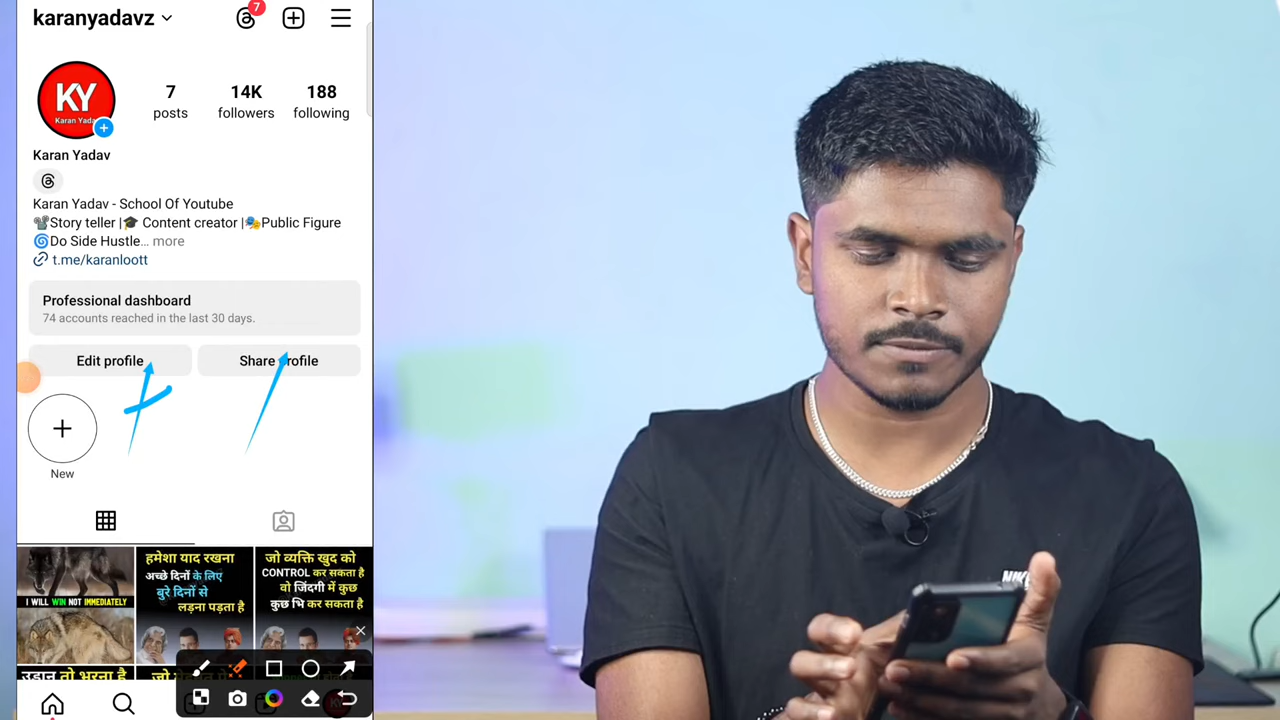 karanyadavz
7
KY
Karan Yada
7 posts
14K followers
188 following
Karan Yadav
Karan Yadav - School Of Youtube
📽️Story teller |🎓 Content creator |🎭Public Figure
🌀Do Side Hustle... more
t.me/karanloott
Professional dashboard
74 accounts reached in the last 30 days.
Edit profile
Share profile
New
I WILL WIN NOT IMMEDIATELY
हमेशा याद रखना
अच्छे दिनों के लिए
बुरे दिनों से
लड़ना पड़ता है
जो व्यक्ति खुद को
CONTROL कर सकता है
वो जिंदगी में कुछ
कुछ भि कर सकता है
उड़ान तो भरना है